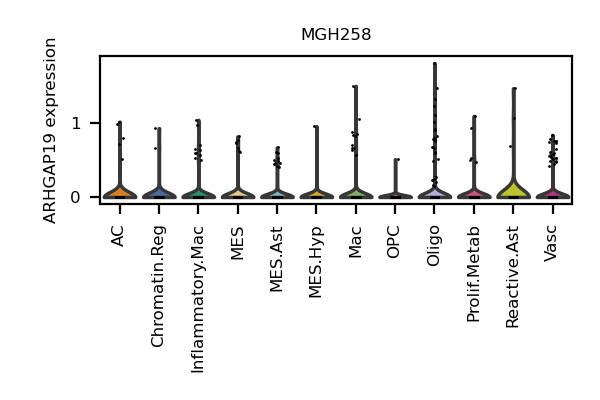 MGH258
ARHGAP19 expression
1
0
AC
Chromatin.Reg
Inflammatory.Mac
MES
MES.Ast
MES.Hyp
Mac
OPC
Oligo
Prolif.Metab
Reactive.Ast
Vasc